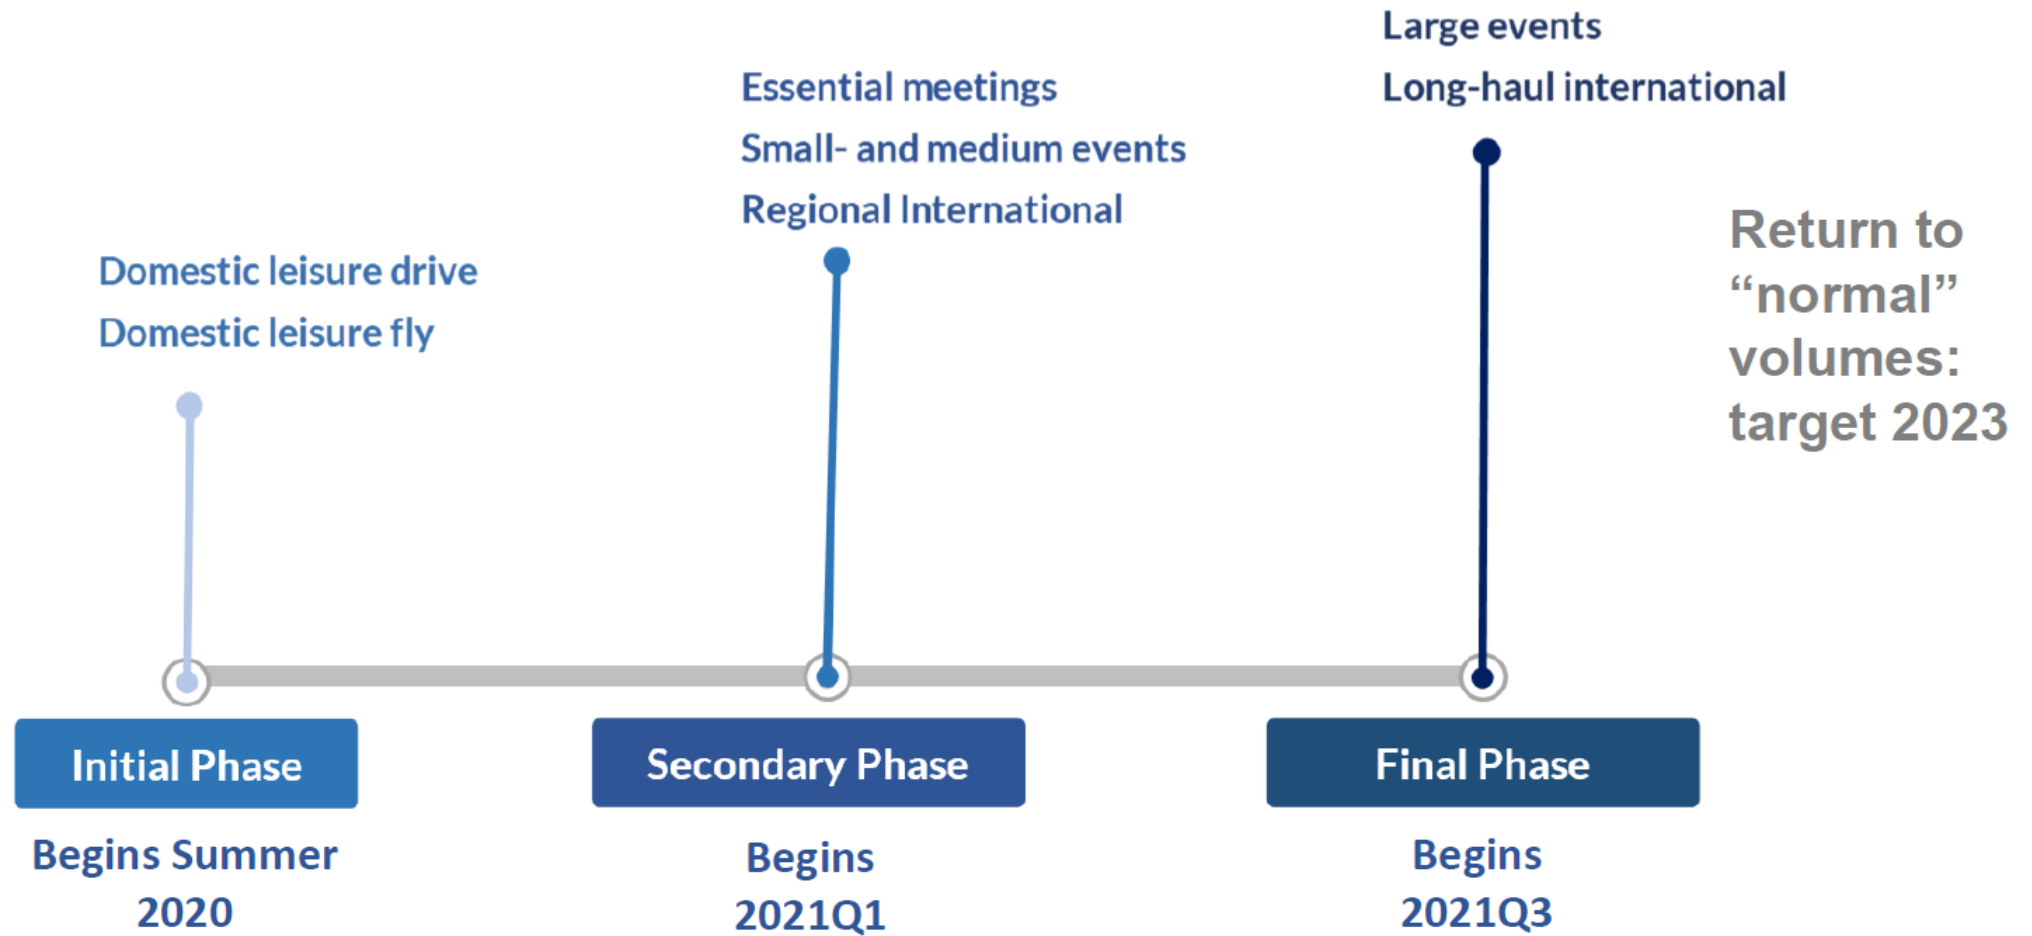 Large events
Long-haul international
Essential meetings
Small- and medium events
Regional International
Return to
“normal”
volumes:
target 2023
Domestic leisure drive
Domestic leisure fly
Initial Phase
Secondary Phase
Final Phase
Begins Summer
2020
Begins
2021Q1
Begins
2021Q3